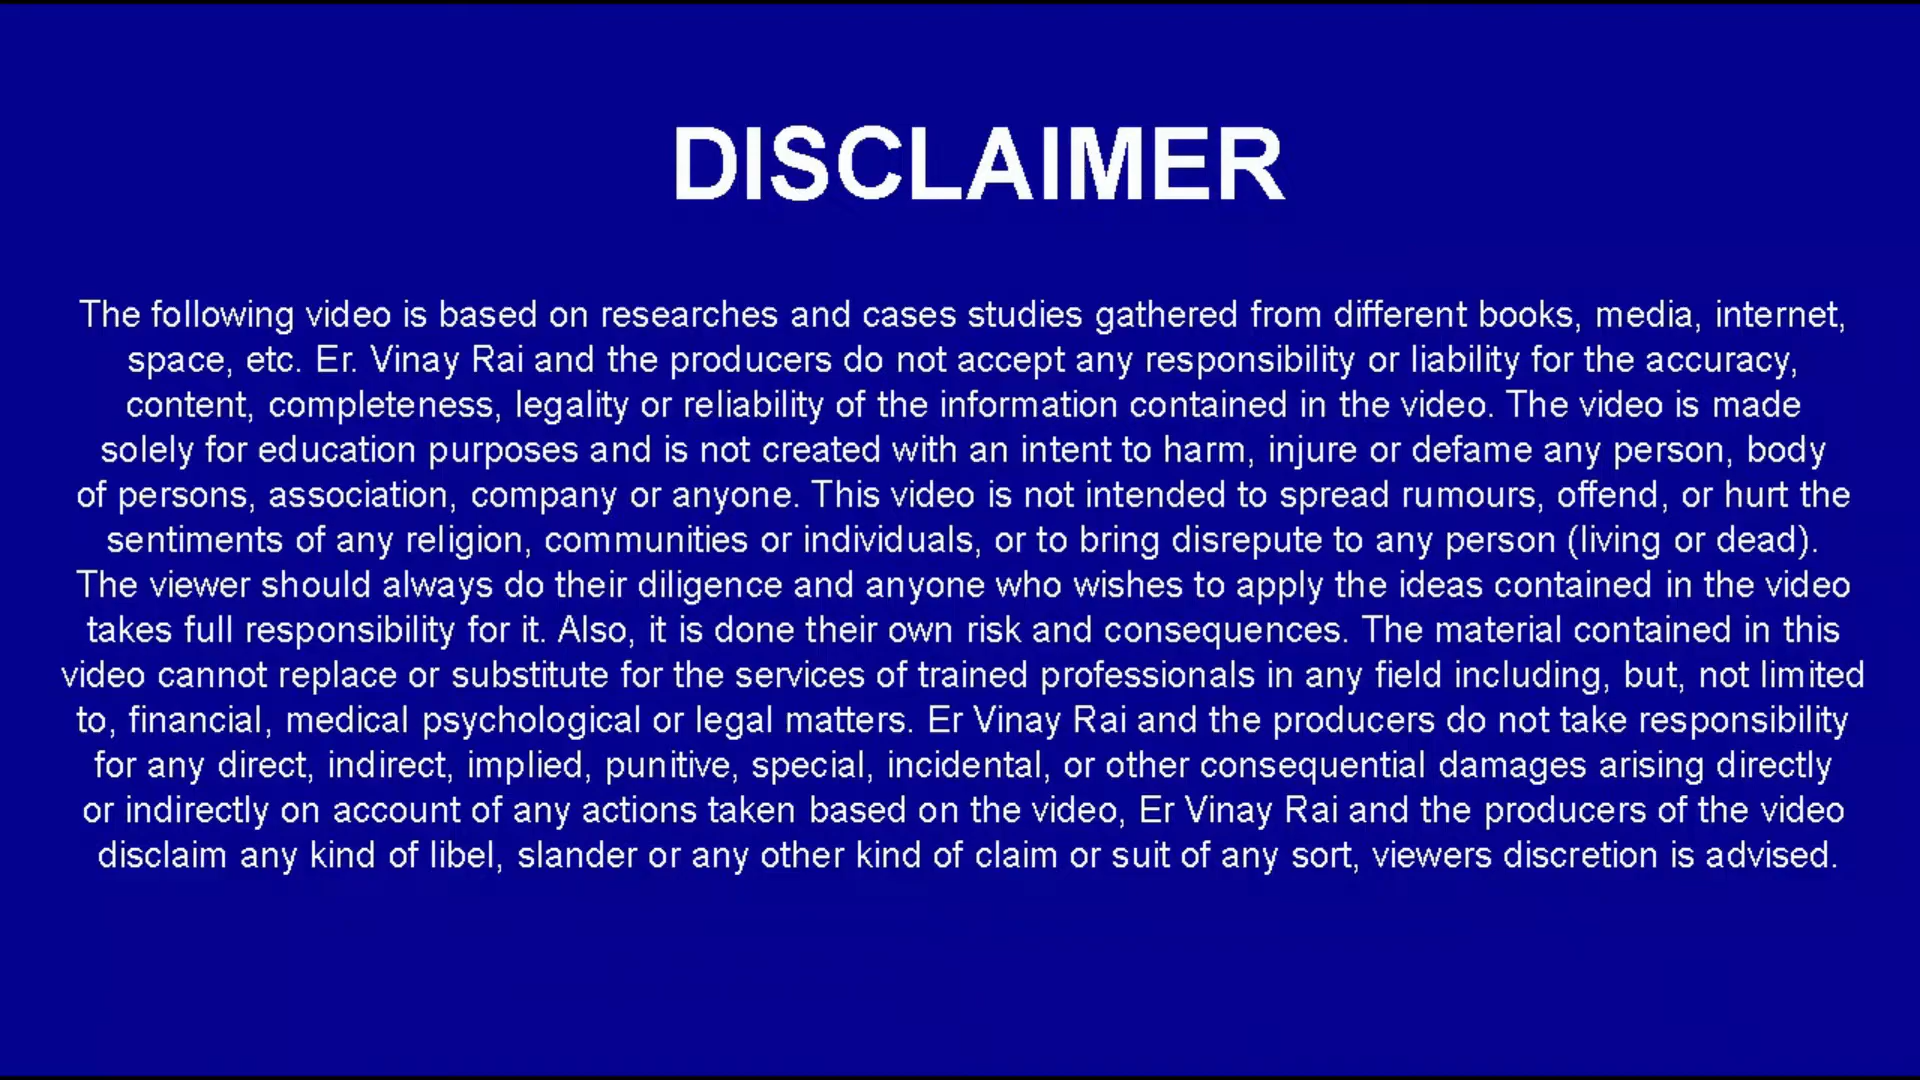 DISCLAIMER
The following video is based on researches and cases studies gathered from different books, media, internet,
space, etc. Er. Vinay Rai and the producers do not accept any responsibility or liability for the accuracy,
content, completeness, legality or reliability of the information contained in the video. The video is made
solely for education purposes and is not created with an intent to harm, injure or defame any person, body
of persons, association, company or anyone. This video is not intended to spread rumours, offend, or hurt the
sentiments of any religion, communities or individuals, or to bring disrepute to any person (living or dead).
The viewer should always do their diligence and anyone who wishes to apply the ideas contained in the video
takes full responsibility for it. Also, it is done their own risk and consequences. The material contained in this
video cannot replace or substitute for the services of trained professionals in any field including, but, not limited
to, financial, medical psychological or legal matters. Er Vinay Rai and the producers do not take responsibility
for any direct, indirect, implied, punitive, special, incidental, or other consequential damages arising directly
or indirectly on account of any actions taken based on the video, Er Vinay Rai and the producers of the video
disclaim any kind of libel, slander or any other kind of claim or suit of any sort, viewers discretion is advised.